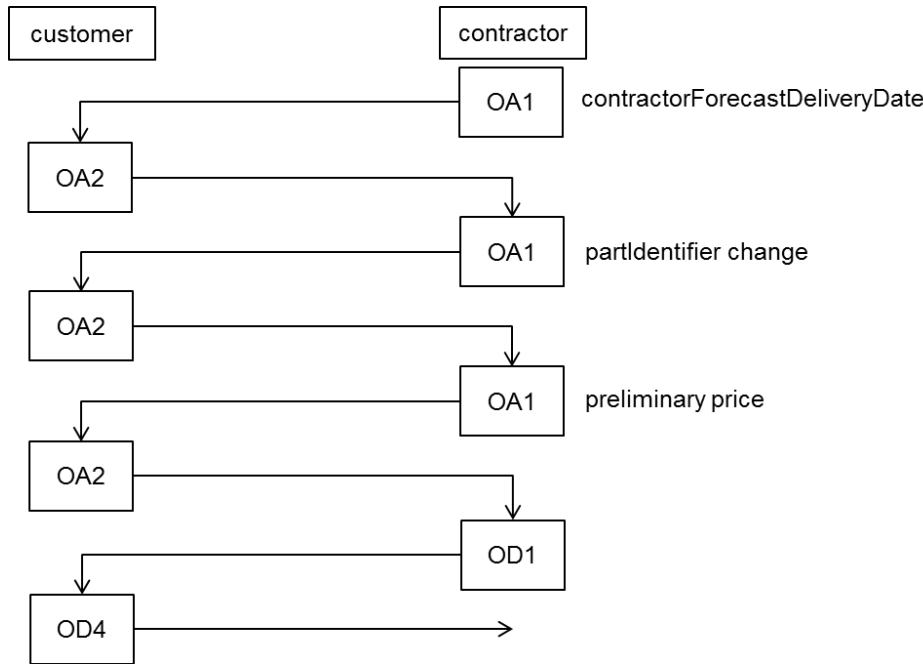 customer
contractor
OA1
contractorForecastDeliveryDate
OA2
OA1
partIdentifier change
OA2
OA1
preliminary price
OA2
OD1
OD4